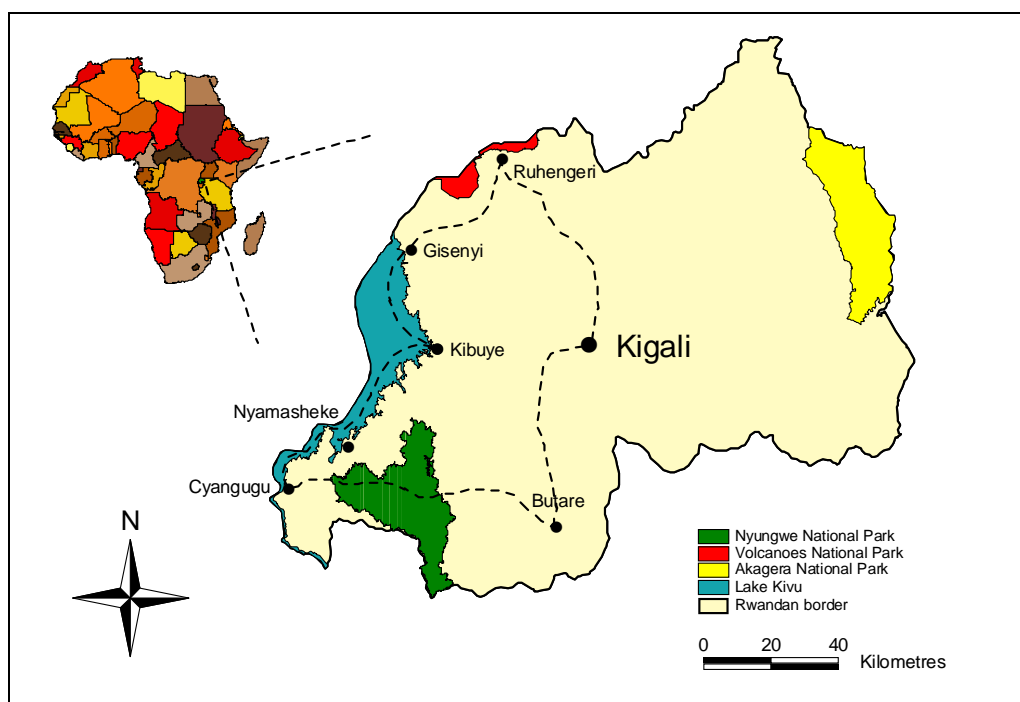 Ruhengeri
Gisenyi
Kibuye
Kigali
Nyamasheke
Cyangugu
Butare
N
Nyungwe National Park
Volcanoes National Park
Akagera National Park
Lake Kivu
Rwandan border
0 20 40
Kilometres